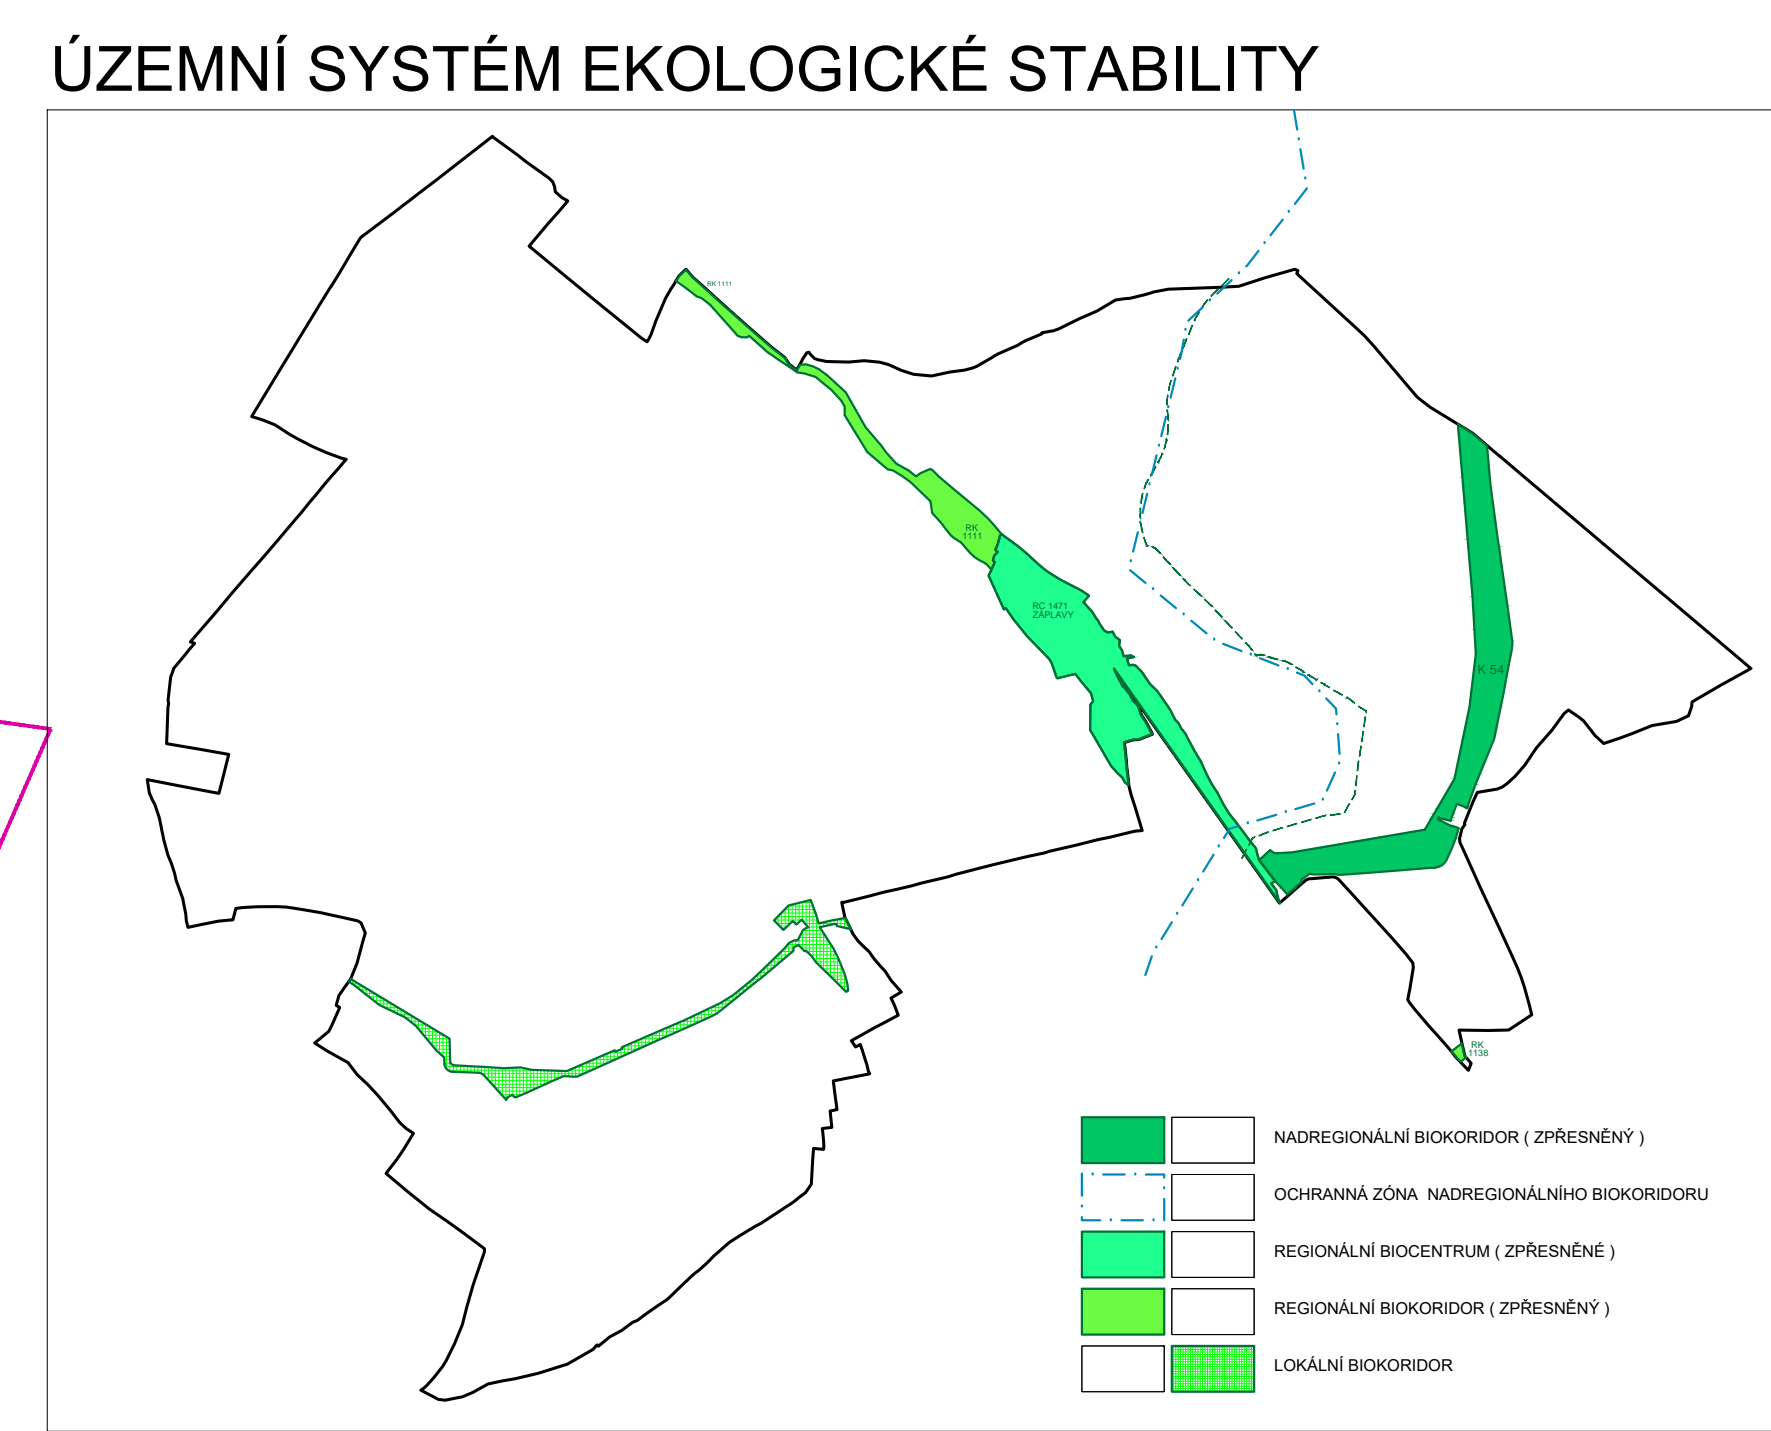 ÚZEMNÍ SYSTÉM EKOLOGICKÉ STABILITY
RK 1111
RK
1111
RC 1471
ZÁPLAVY
K 54
RK
1138
NADREGIONÁLNÍ BIOKORIDOR ( ZPŘESNĚNÝ )
OCHRANNÁ ZÓNA NADREGIONÁLNÍHO BIOKORIDORU
REGIONÁLNÍ BIOCENTRUM ( ZPŘESNĚNÉ )
REGIONÁLNÍ BIOKORIDOR ( ZPŘESNĚNÝ )
LOKÁLNÍ BIOKORIDOR